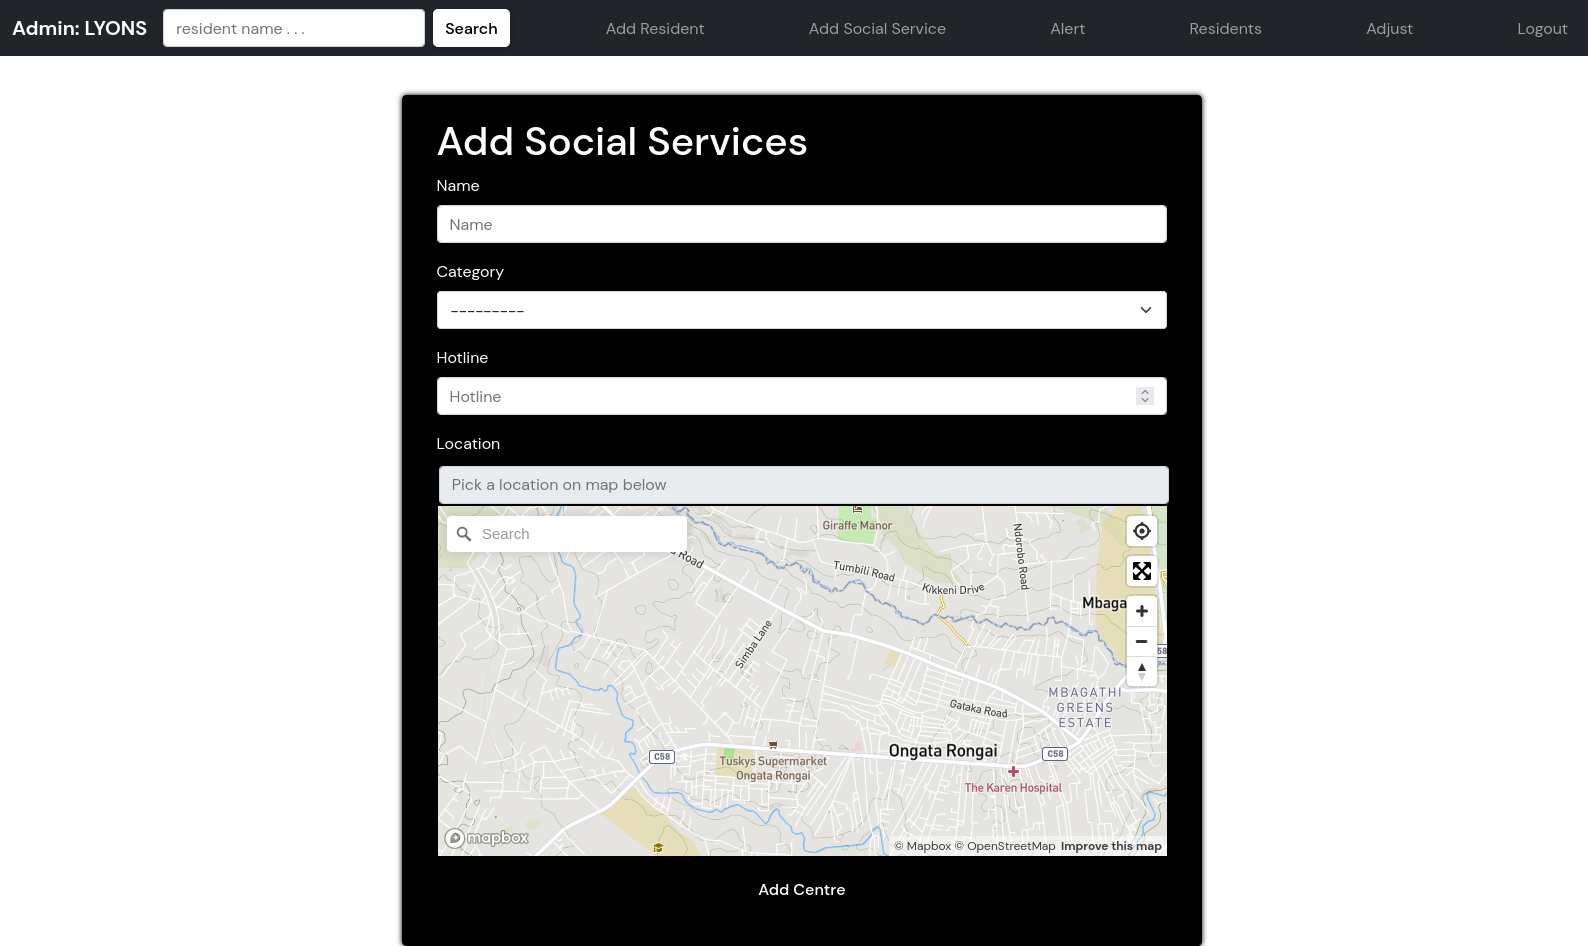 Admin: LYONS
resident name . . .
Search
Add Resident
Add Social Service
Alert
Residents
Adjust
Logout
Add Social Services
Name
Name
Category
---------
Hotline
Hotline
Location
Pick a location on map below
Search
Giraffe Manor
Road
Tumbili Road
Ndorobo Road
Kikkeni Drive
Mbaga
Simba Lane
58
MBAGATHI
GREENS
ESTATE
Gataka Road
Ongata Rongai
C58
C58
Tuskys Supermarket
Ongata Rongai
The Karen Hospital
mapbox
© Mapbox © OpenStreetMap Improve this map
Add Centre